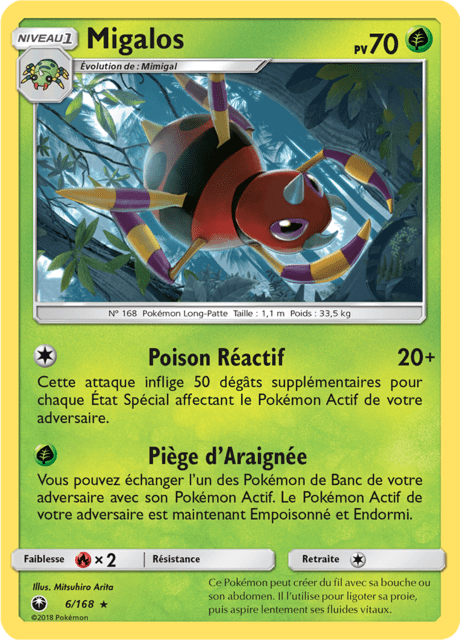 NIVEAU 1
Migalos
PV 70
Évolution de : Mimigal
N° 168 Pokémon Long-Patte Taille : 1,1 m Poids : 33,5 kg
Poison Réactif 20+
Cette attaque inflige 50 dégâts supplémentaires pour
chaque État Spécial affectant le Pokémon Actif de votre
adversaire.
Piège d'Araignée
Vous pouvez échanger l'un des Pokémon de Banc de votre
adversaire avec son Pokémon Actif. Le Pokémon Actif de
votre adversaire est maintenant Empoisonné et Endormi.
Faiblesse × 2 Résistance Retraite
Illus. Mitsuhiro Arita
6/168 ★
©2018 Pokémon
Ce Pokémon peut créer du fil avec sa bouche ou
son abdomen. Il l'utilise pour ligoter sa proie,
puis aspire lentement ses fluides vitaux.